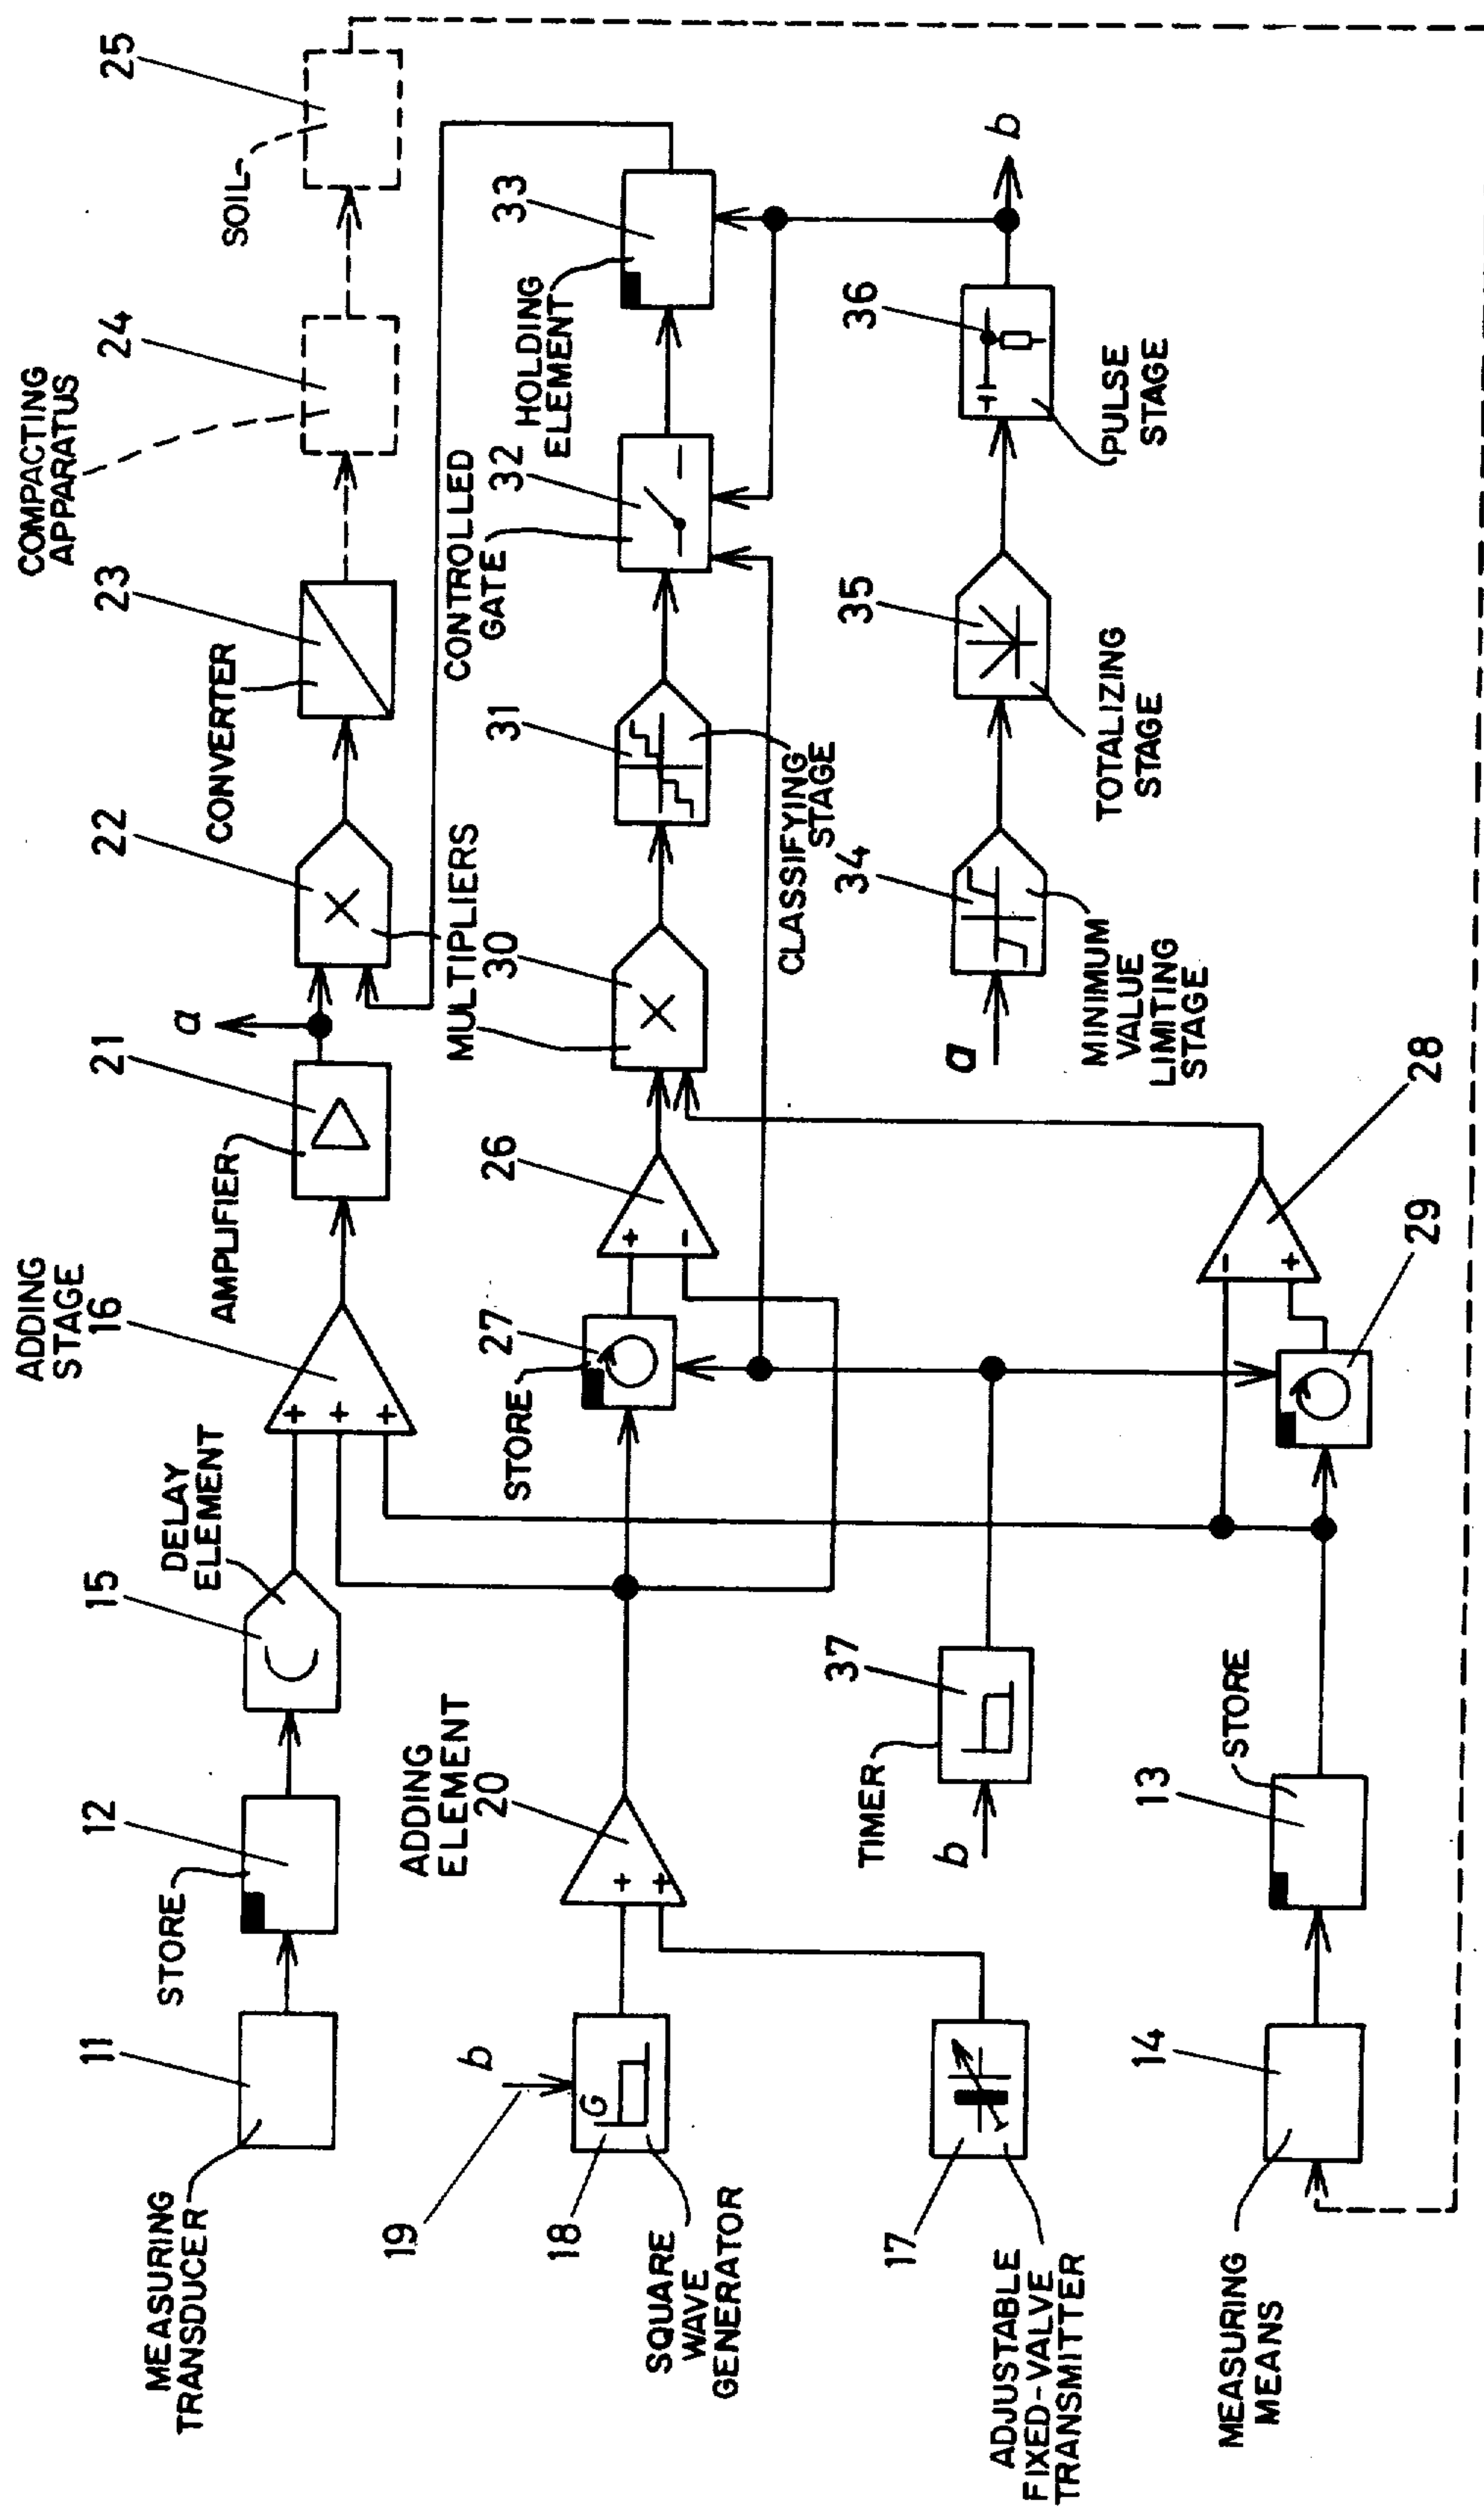 COMPACTING
APPARATUS
24
SOIL
25
CONVERTER
23
22
a
21
AMPLIFIER
ADDING
STAGE
16
+
+
+
DELAY
ELEMENT
15
STORE
12
11
MEASURING
TRANSDUCER
×
MULTIPLIERS
30
×
31
CLASSIFYING
STAGE
CONTROLLED
GATE
32
HOLDING
ELEMENT
33
26
+
-
27
STORE
ADDING
ELEMENT
20
+
+
b
G
19
18
SQUARE
WAVE
GENERATOR
b
36
PULSE
STAGE
35
TOTALIZING
STAGE
34
MINIMUM
VALUE
LIMITING
STAGE
a
37
TIMER
b
17
ADJUSTABLE
FIXED-VALVE
TRANSMITTER
28
-
+
29
STORE
13
14
MEASURING
MEANS